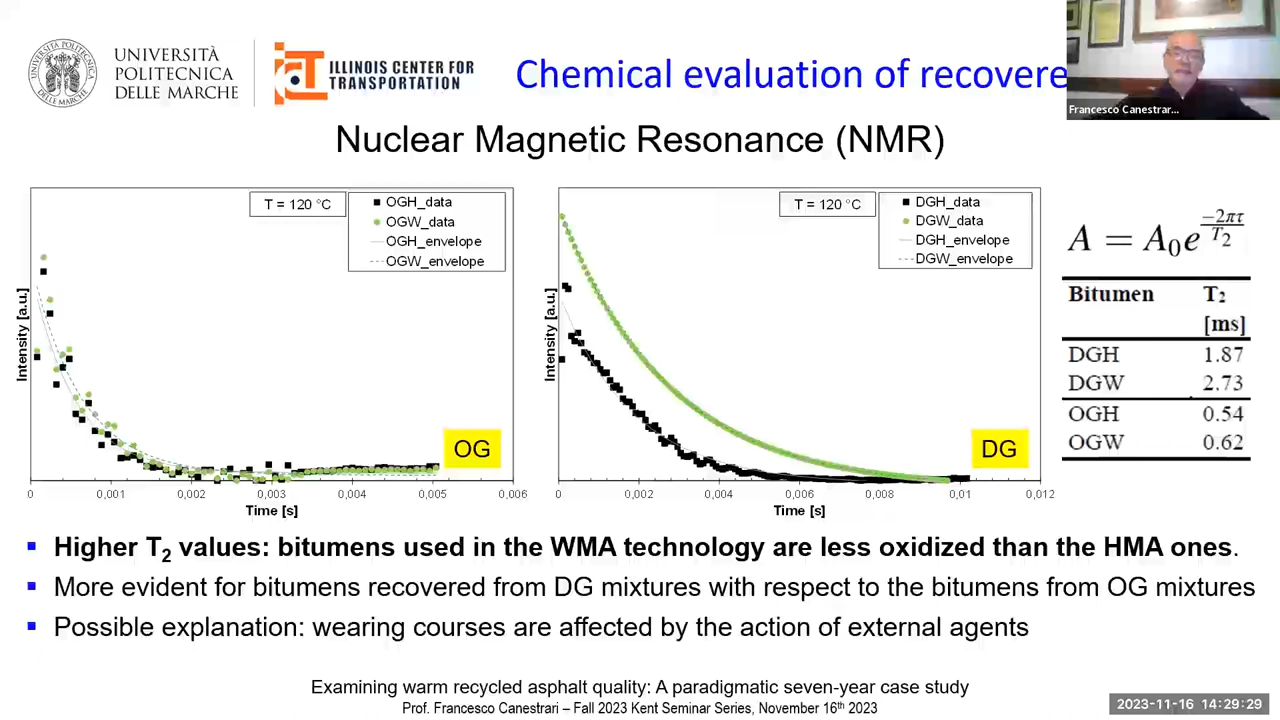 UNIVERSITÀ
POLITECNICA
DELLE MARCHE
UNIVERSITÀ POLITECNICA DELLE MARCHE
ICT
ILLINOIS CENTER FOR
TRANSPORTATION
Chemical evaluation of recovere
Francesco Canestrar...
Nuclear Magnetic Resonance (NMR)
T = 120 °C
OGH_data
OGW_data
OGH_envelope
OGW_envelope
Intensity [a.u.]
OG
0 0,001 0,002 0,003 0,004 0,005 0,006
Time [s]
T = 120 °C
DGH_data
DGW_data
DGH_envelope
DGW_envelope
Intensity [a.u.]
DG
0 0,002 0,004 0,006 0,008 0,01 0,012
Time [s]
A = A₀e^(−2πτ/T₂)
Bitumen T₂
[ms]
DGH 1.87
DGW 2.73
OGH 0.54
OGW 0.62
▪ Higher T₂ values: bitumens used in the WMA technology are less oxidized than the HMA ones.
▪ More evident for bitumens recovered from DG mixtures with respect to the bitumens from OG mixtures
▪ Possible explanation: wearing courses are affected by the action of external agents
Examining warm recycled asphalt quality: A paradigmatic seven-year case study
Prof. Francesco Canestrari – Fall 2023 Kent Seminar Series, November 16th 2023
2023-11-16 14:29:29